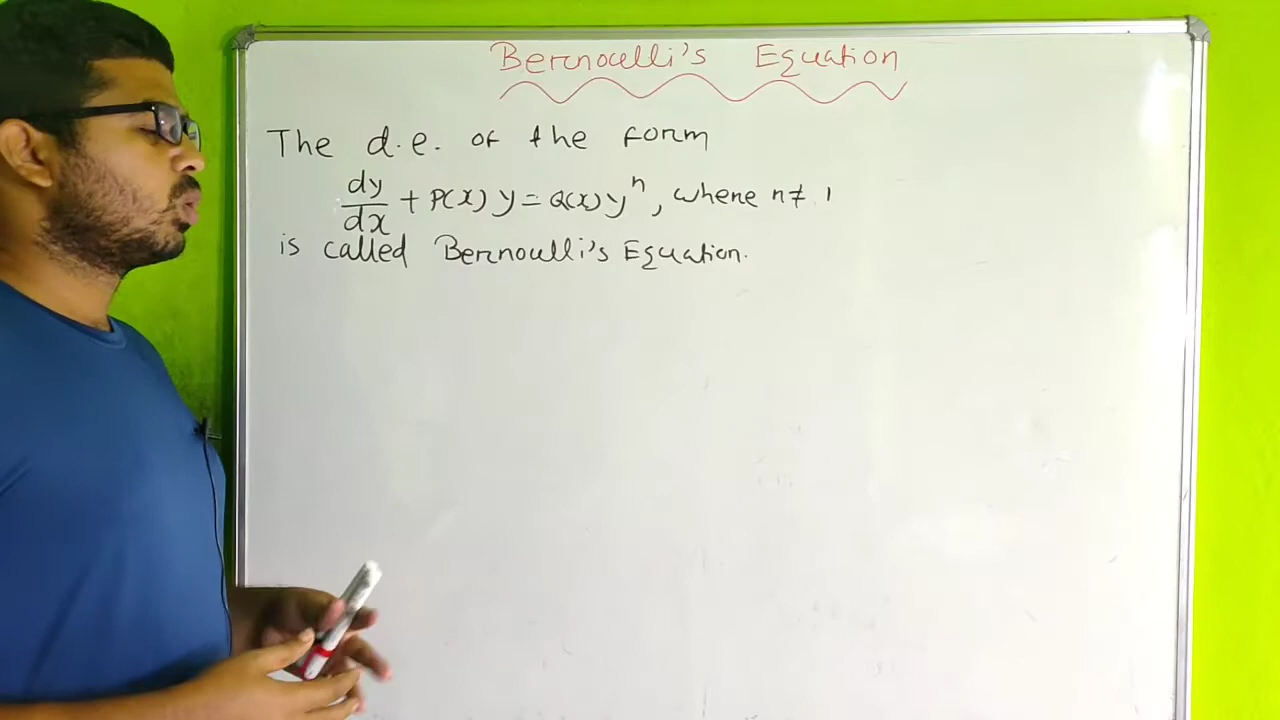 Bernoulli's Equation
The d.e. of the form
dy/dx + P(x) y = Q(x) y^n, where n ≠ 1
is called Bernoulli's Equation.